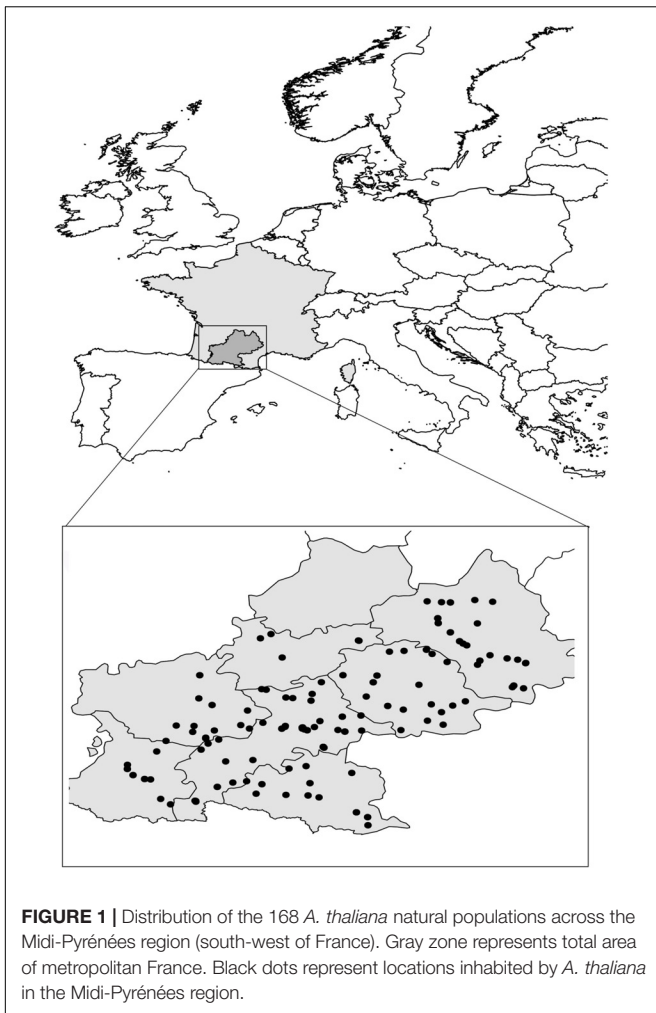 FIGURE 1 | Distribution of the 168 A. thaliana natural populations across the
Midi-Pyrénées region (south-west of France). Gray zone represents total area
of metropolitan France. Black dots represent locations inhabited by A. thaliana
in the Midi-Pyrénées region.